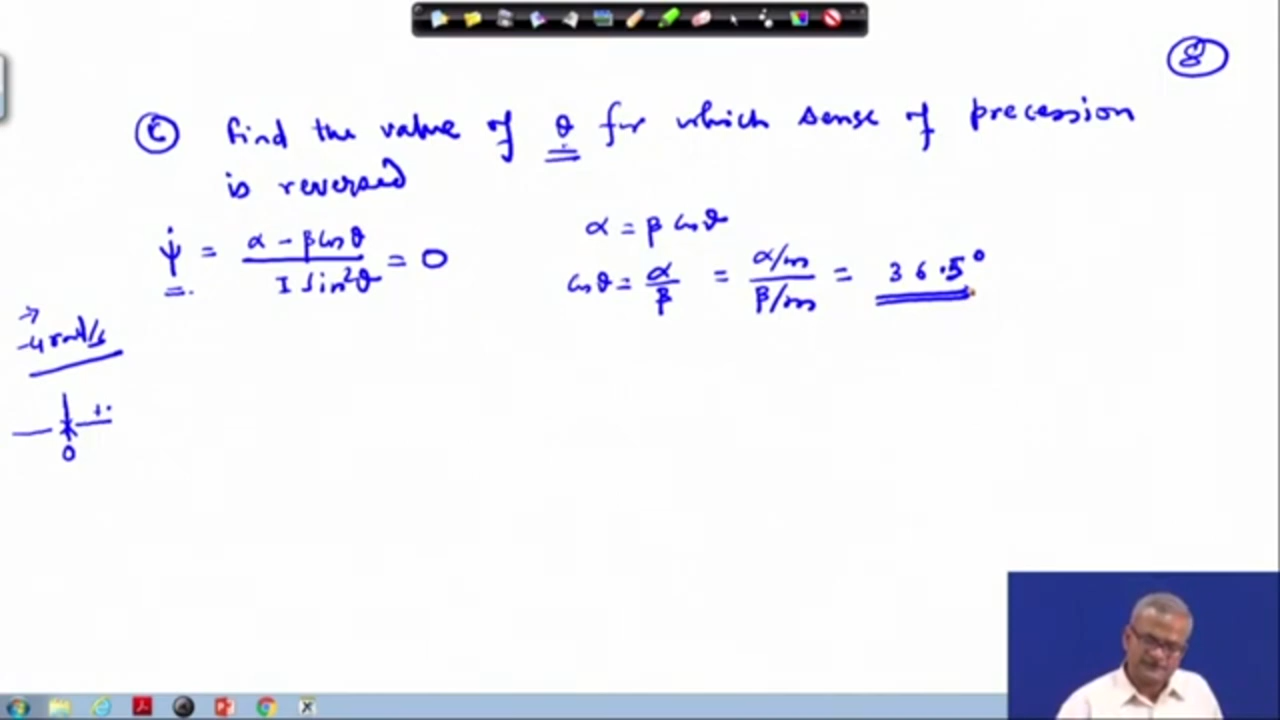 8
(c) Find the value of θ for which sense of precession
is reversed
ψ̇ = (α - β cos θ) / (I sin²θ) = 0
α = β cos θ
cos θ = α/β = (α/m) / (β/m) = 36.5°
-4 rad/s
+
0